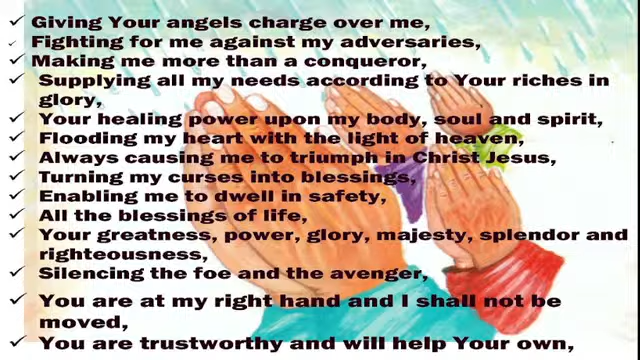 ✓ Giving Your angels charge over me,
✓ Fighting for me against my adversaries,
✓ Making me more than a conqueror,
✓ Supplying all my needs according to Your riches in
glory,
✓ Your healing power upon my body, soul and spirit,
✓ Flooding my heart with the light of heaven,
✓ Always causing me to triumph in Christ Jesus,
✓ Turning my curses into blessings,
✓ Enabling me to dwell in safety,
✓ All the blessings of life,
✓ Your greatness, power, glory, majesty, splendor and
righteousness,
✓ Silencing the foe and the avenger,
✓ You are at my right hand and I shall not be
moved,
✓ You are trustworthy and will help Your own,